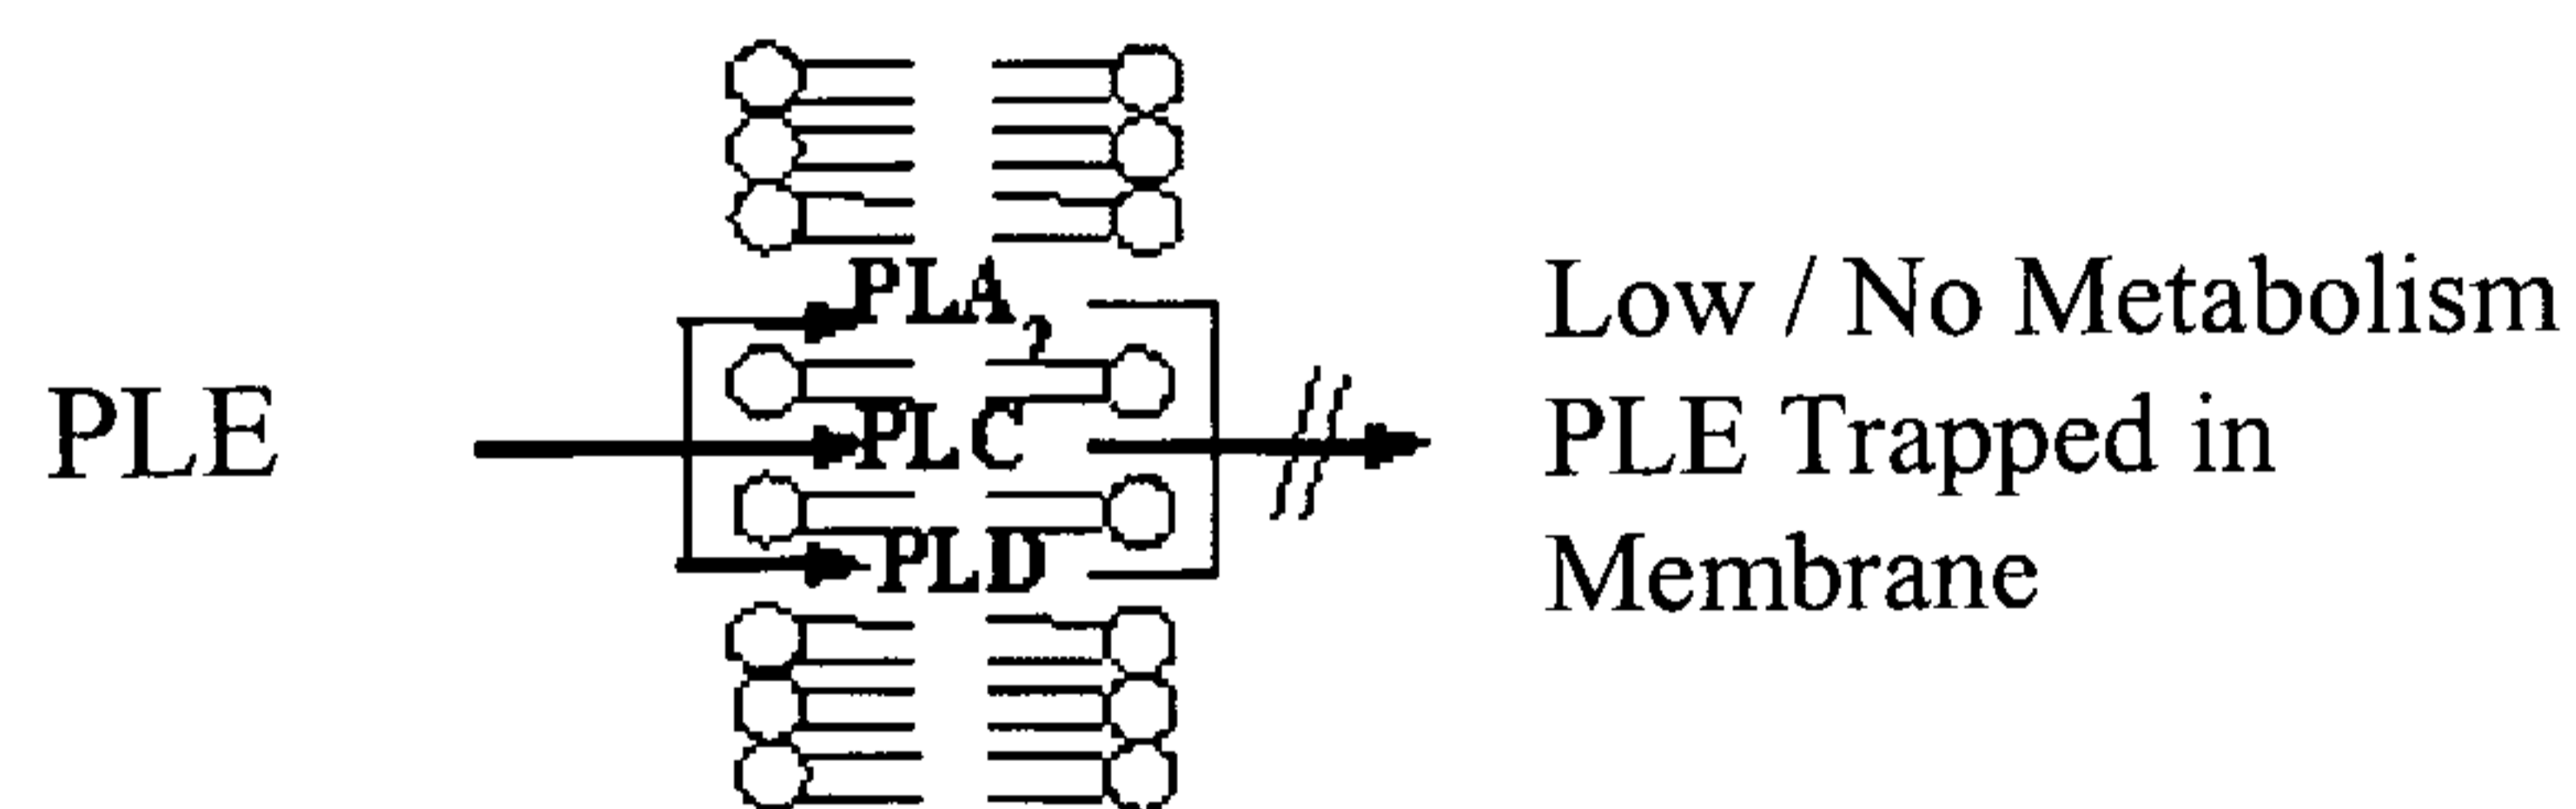 PLE
PLA2
PLC
PLD
Low / No Metabolism
PLE Trapped in
Membrane